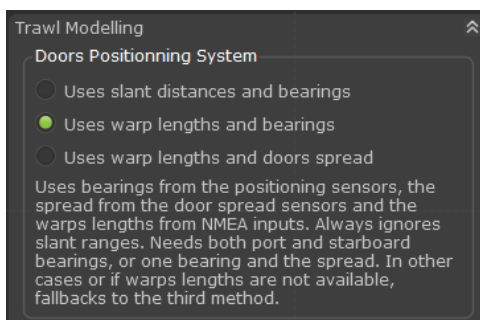 Trawl Modelling
Doors Positionning System
Uses slant distances and bearings
Uses warp lengths and bearings
Uses warp lengths and doors spread
Uses bearings from the positioning sensors, the
spread from the door spread sensors and the
warps lengths from NMEA inputs. Always ignores
slant ranges. Needs both port and starboard
bearings, or one bearing and the spread. In other
cases or if warps lengths are not available,
fallbacks to the third method.